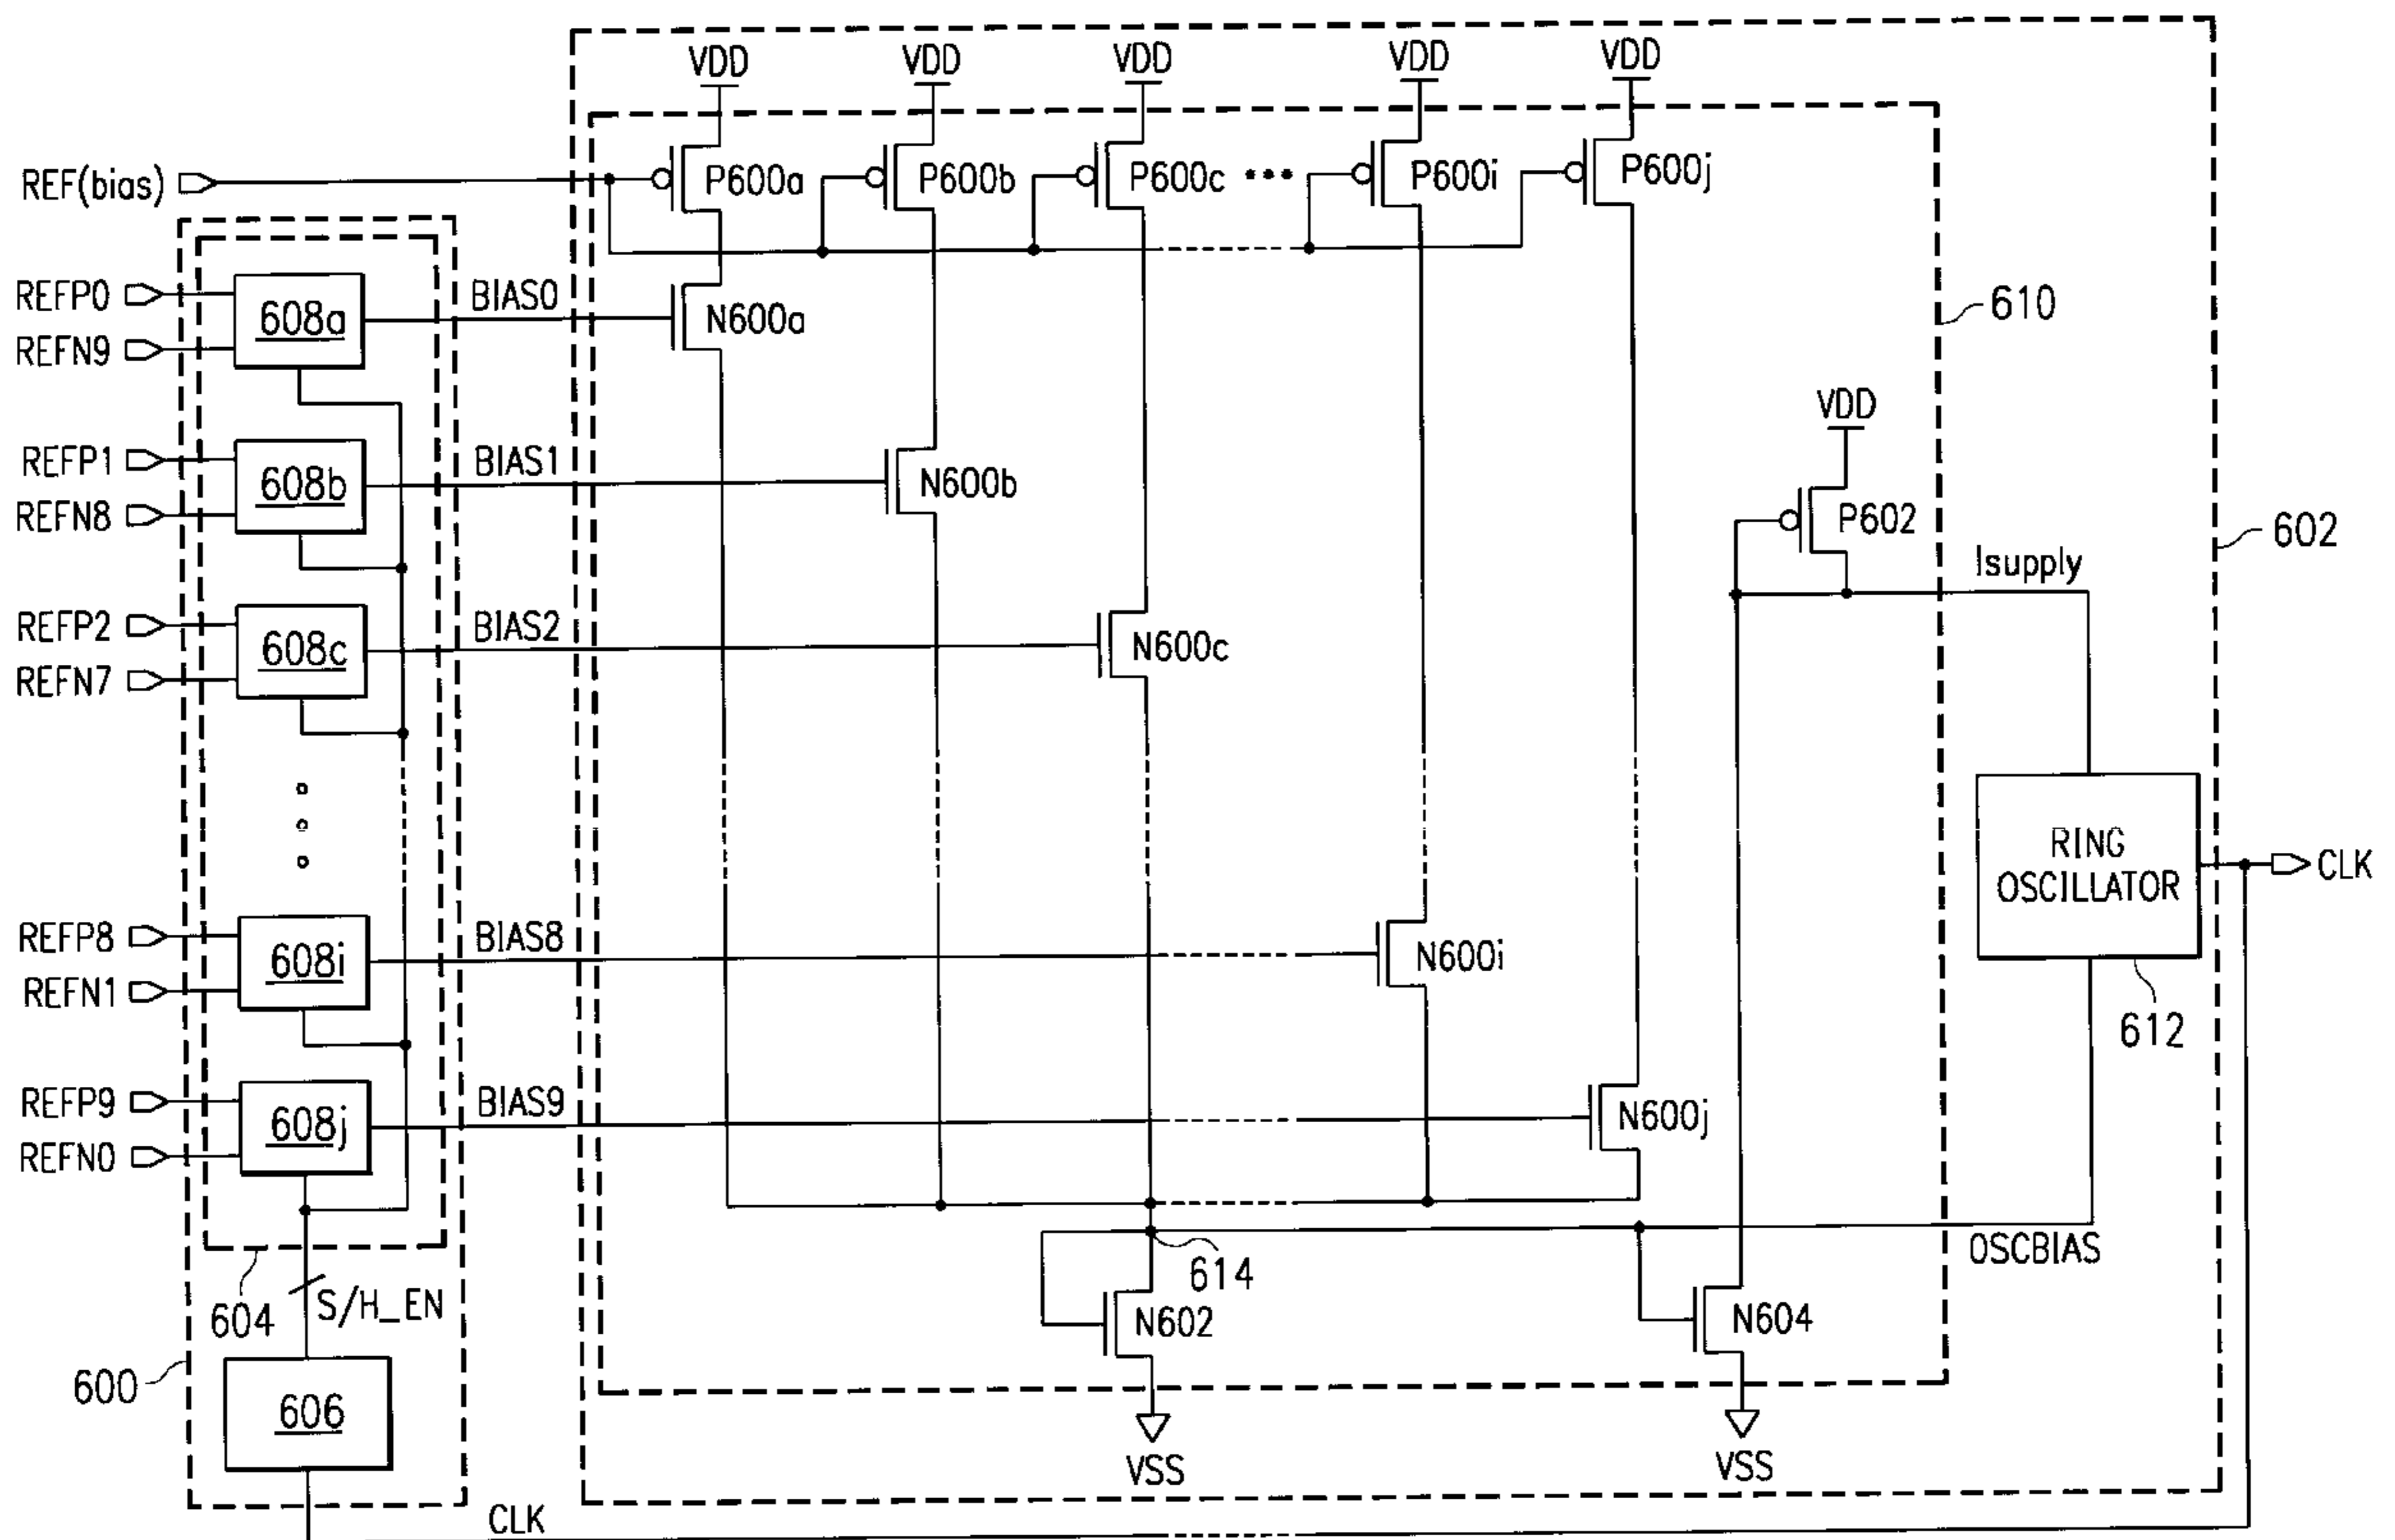 VDD VDD VDD VDD VDD
REF(bias) P600a P600b P600c P600i P600j
REFP0 608a BIAS0 N600a 610
REFN9
VDD
REFP1 608b BIAS1 N600b
REFN8 P602 602
Isupply
REFP2 608c BIAS2 N600c
REFN7
RING
OSCILLATOR CLK
REFP8 608i BIAS8 N600i
REFN1 612
REFP9 608j BIAS9 N600j
REFN0
OSCBIAS
614
604 S/H_EN N602 N604
600
606
VSS VSS
CLK